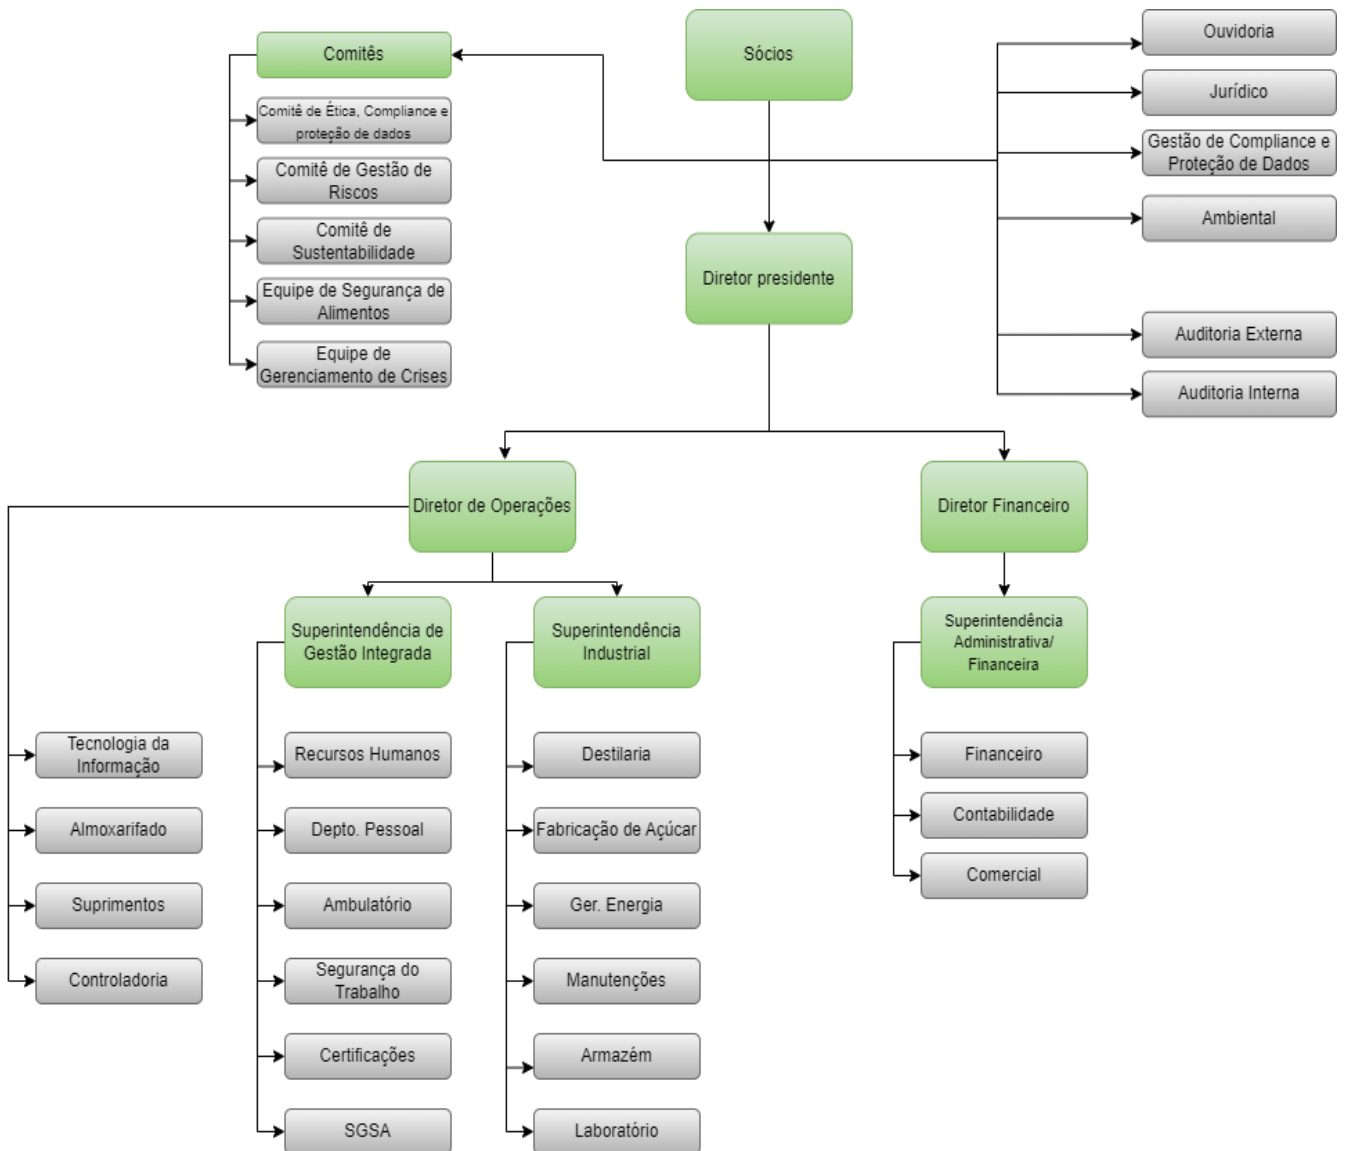 Sócios
Comitês
Comitê de Ética, Compliance e
proteção de dados
Comitê de Gestão de
Riscos
Comitê de
Sustentabilidade
Equipe de Segurança de
Alimentos
Equipe de
Gerenciamento de Crises
Ouvidoria
Jurídico
Gestão de Compliance e
Proteção de Dados
Ambiental
Auditoria Externa
Auditoria Interna
Diretor presidente
Diretor de Operações
Diretor Financeiro
Tecnologia da
Informação
Almoxarifado
Suprimentos
Controladoria
Superintendência de
Gestão Integrada
Recursos Humanos
Depto. Pessoal
Ambulatório
Segurança do
Trabalho
Certificações
SGSA
Superintendência
Industrial
Destilaria
Fabricação de Açúcar
Ger. Energia
Manutenções
Armazém
Laboratório
Superintendência
Administrativa/
Financeira
Financeiro
Contabilidade
Comercial